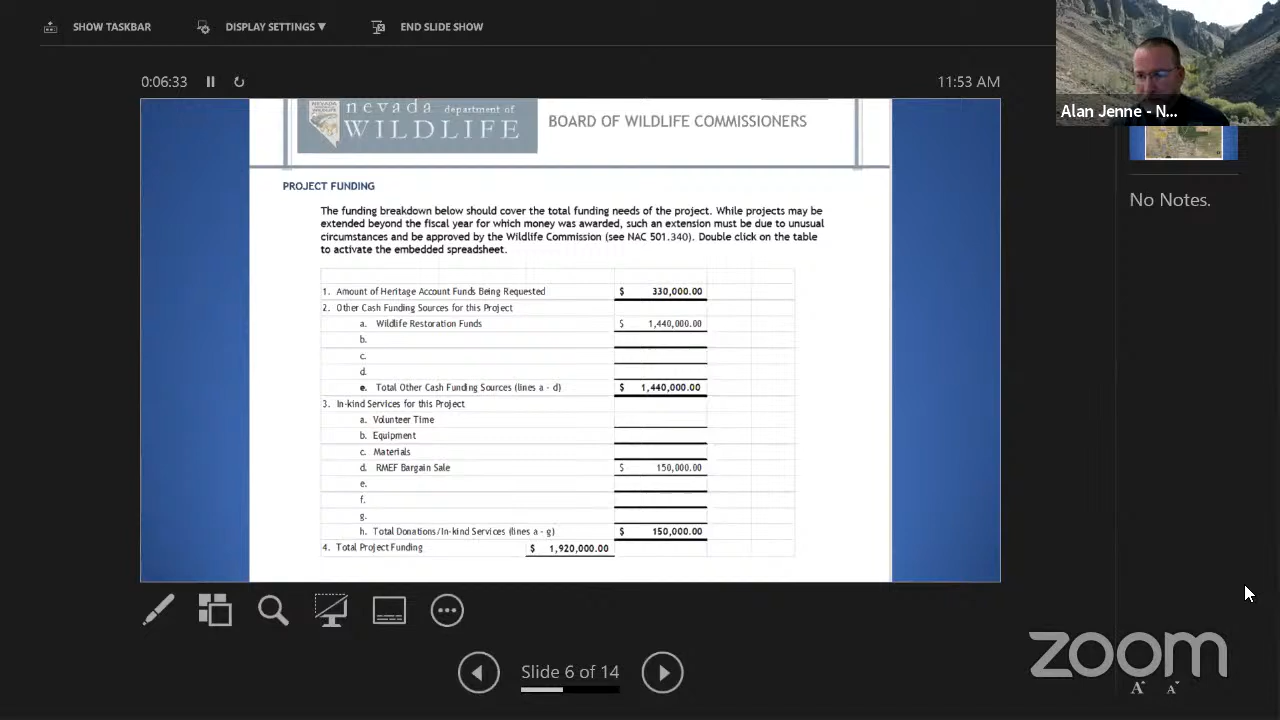 SHOW TASKBAR
DISPLAY SETTINGS ▼
END SLIDE SHOW
0:06:33
11:53 AM
Alan Jenne - N...
nevada department of
WILDLIFE
BOARD OF WILDLIFE COMMISSIONERS
No Notes.
PROJECT FUNDING
The funding breakdown below should cover the total funding needs of the project. While projects may be
extended beyond the fiscal year for which money was awarded, such an extension must be due to unusual
circumstances and be approved by the Wildlife Commission (see NAC 501.340). Double click on the table
to activate the embedded spreadsheet.
1. Amount of Heritage Account Funds Being Requested $ 330,000.00
2. Other Cash Funding Sources for this Project
a. Wildlife Restoration Funds $ 1,440,000.00
b.
c.
d.
e. Total Other Cash Funding Sources (lines a - d) $ 1,440,000.00
3. In-kind Services for this Project
a. Volunteer Time
b. Equipment
c. Materials
d. RMEF Bargain Sale $ 150,000.00
e.
f.
g.
h. Total Donations/In-kind Services (lines a - g) $ 150,000.00
4. Total Project Funding $ 1,920,000.00
Slide 6 of 14
zoom
A A